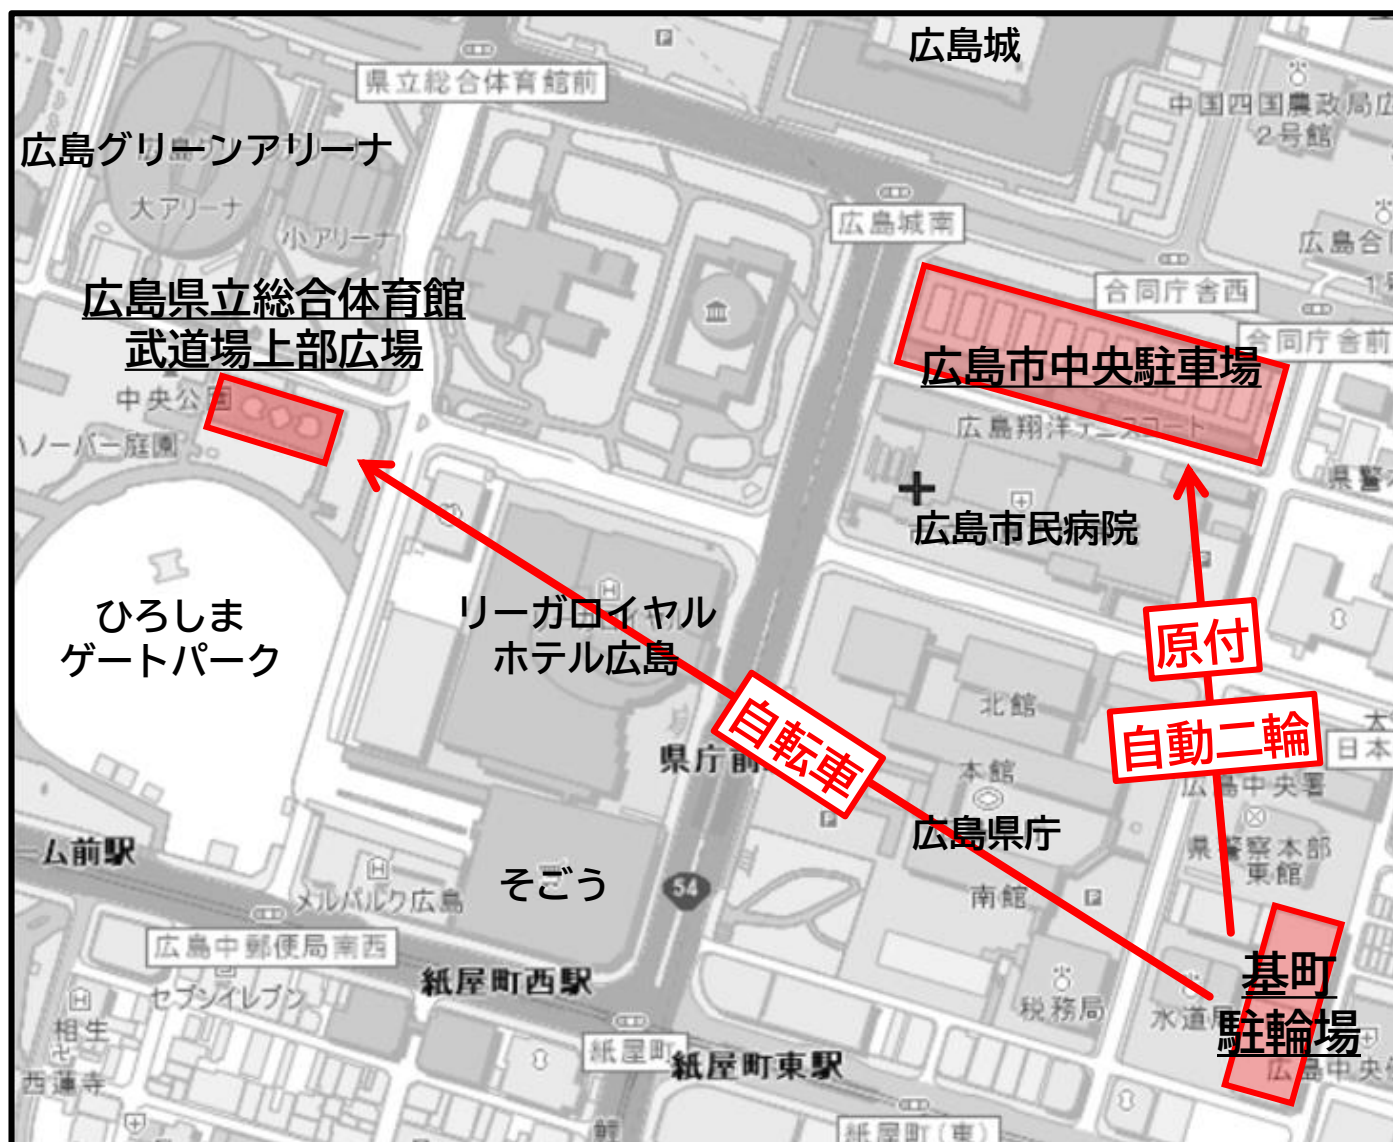 広島城
県立総合体育館前
中国四国農政局広
2号館
広島グリーンアリーナ
大アリーナ
小アリーナ
広島城南
広島合同
合同庁舎西
合同庁舎前
広島県立総合体育館
武道場上部広場
広島市中央駐車場
中央公園
ハノーバー庭園
広島翔洋テニスコート
県警
広島市民病院
ひろしま
ゲートパーク
リーガロイヤル
ホテル広島
原付
自動二輪
自転車
北館
本館
県庁前
日本
広島中央署
広島県庁
県警察本部
東館
ーム前駅
そごう
54
南館
メルパルク広島
広島中郵便局南西
紙屋町西駅
セブンイレブン
基町
駐輪場
税務局
水道局
相生
紙屋町
紙屋町東駅
西蓮寺
広島中央
紙屋町(東)